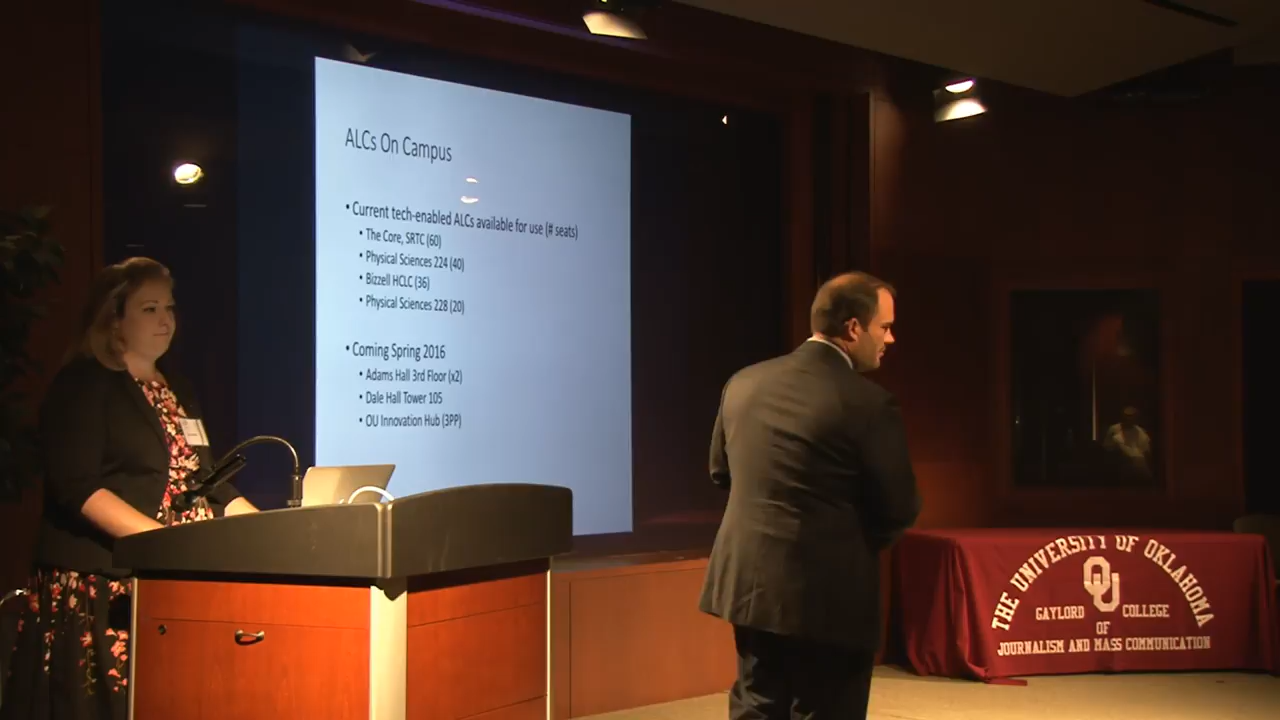 ALCs On Campus
• Current tech-enabled ALCs available for use (# seats)
• The Core, SRTC (60)
• Physical Sciences 224 (40)
• Bizzell HCLC (36)
• Physical Sciences 228 (20)
• Coming Spring 2016
• Adams Hall 3rd Floor (x2)
• Dale Hall Tower 105
• OU Innovation Hub (3PP)
THE UNIVERSITY OF OKLAHOMA
OU
GAYLORD COLLEGE
OF
JOURNALISM AND MASS COMMUNICATION